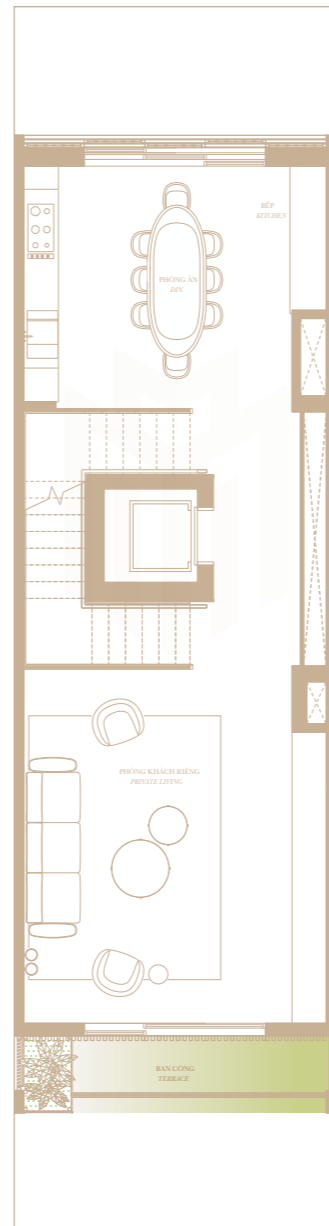 BẾP
KITCHEN
PHÒNG ĂN
DIN.
PHÒNG KHÁCH RIÊNG
PRIVATE LIVING
BAN CÔNG
TERRACE